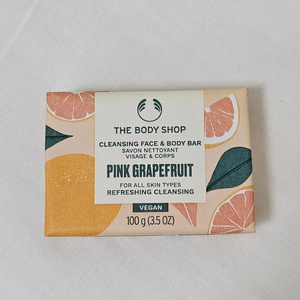 THE BODY SHOP
CLEANSING FACE & BODY BAR
SAVON NETTOYANT
VISAGE & CORPS
PINK GRAPEFRUIT
FOR ALL SKIN TYPES
REFRESHING CLEANSING
VEGAN
100 g (3.5 OZ)